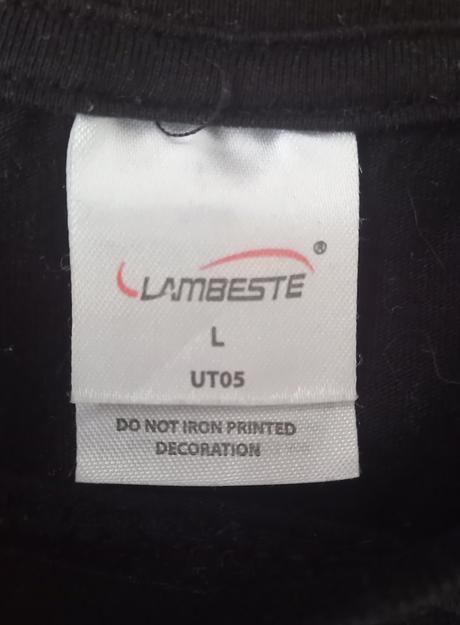 LAMBESTE ®
L
UT05
DO NOT IRON PRINTED
DECORATION